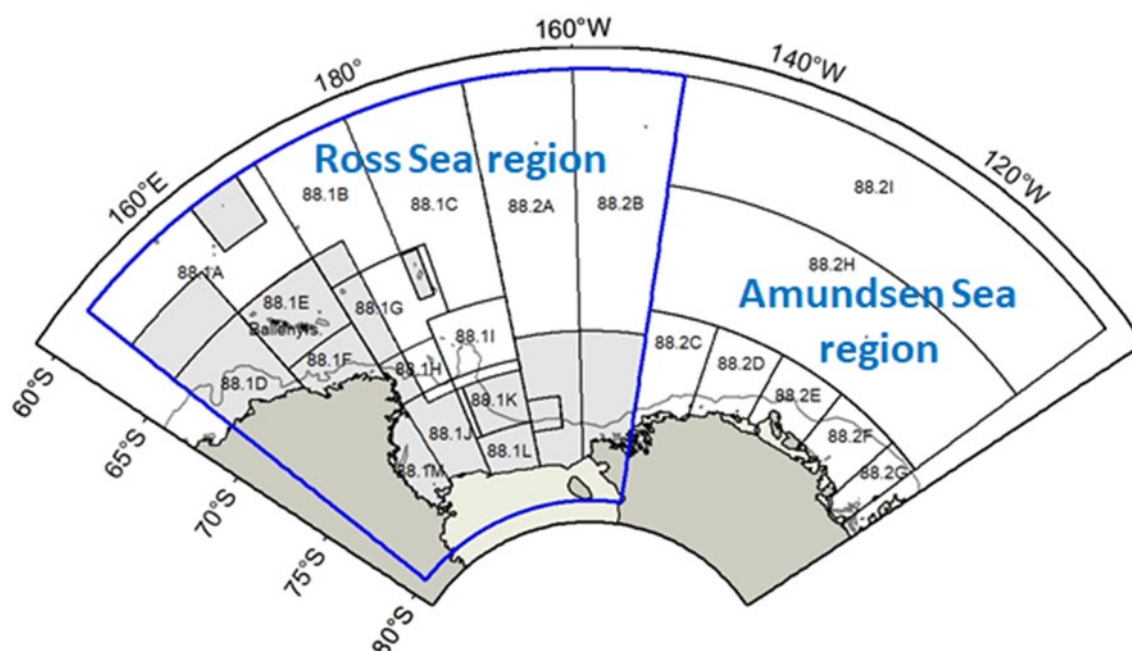 160°W
140°W
180°
120°W
160°E
Ross Sea region
88.1B
88.1C
88.2A
88.2B
88.2I
88.1A
88.2H
88.1E
88.1G
Ballenyls.
Amundsen Sea
region
88.1I
88.2C
88.1F
88.2D
88.1H
60°S
88.1D
88.2E
88.1K
65°S
88.1J
88.2F
88.1L
88.1M
88.2G
70°S
75°S
80°S